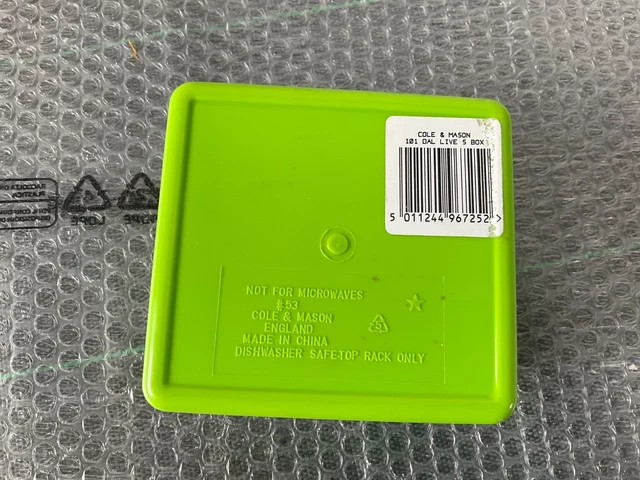 COLE & MASON
101 DAL LIVE S BOX
5 011244 967252 >
NOT FOR MICROWAVES
#53
COLE & MASON
ENGLAND
MADE IN CHINA
DISHWASHER SAFE-TOP RACK ONLY